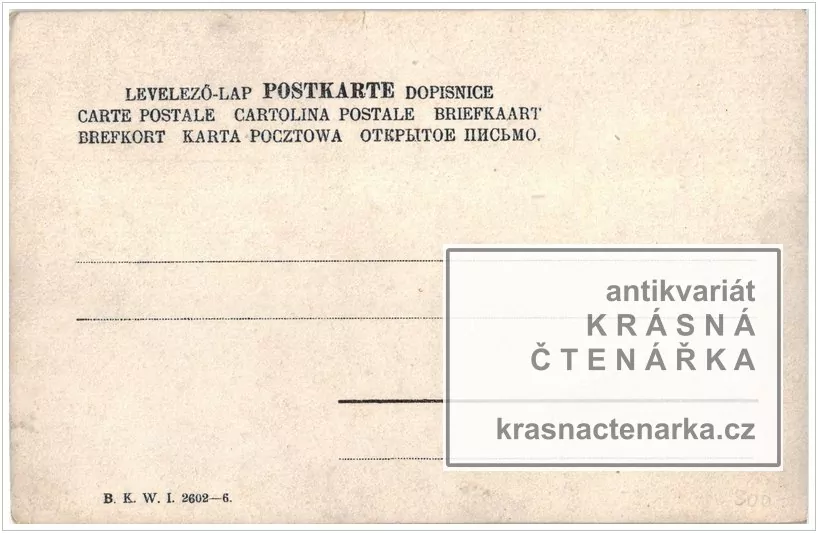 LEVELEZŐ-LAP POSTKARTE DOPISNICE
CARTE POSTALE CARTOLINA POSTALE BRIEFKAART
BREFKORT KARTA POCZTOWA ОТКРЫТОЕ ПИСЬМО.
antikvariát
KRÁSNÁ
ČTENÁŘKA
krasnactenarka.cz
B. K. W. I. 2602—6.
300